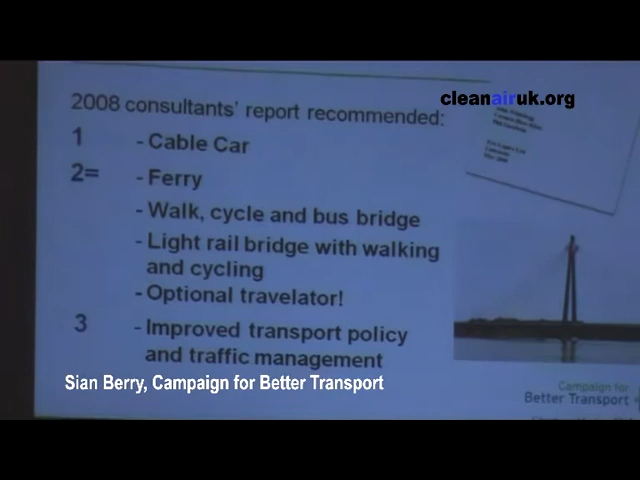 cleanairuk.org
2008 consultants' report recommended:
1 - Cable Car
2= - Ferry
- Walk, cycle and bus bridge
- Light rail bridge with walking
and cycling
- Optional travelator!
3 - Improved transport policy
and traffic management
Sian Berry, Campaign for Better Transport
Campaign for
Better Transport